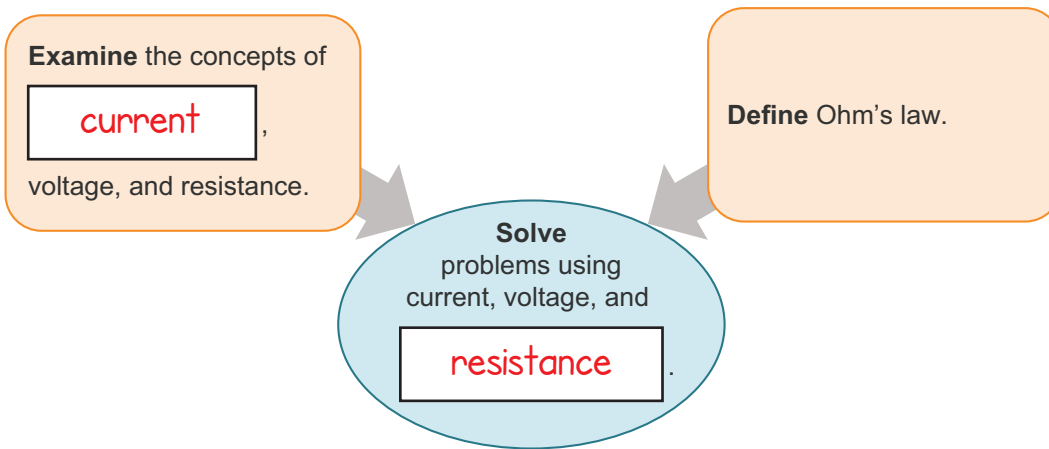 Examine the concepts of
current ,
voltage, and resistance.
Define Ohm's law.
Solve
problems using
current, voltage, and
resistance .